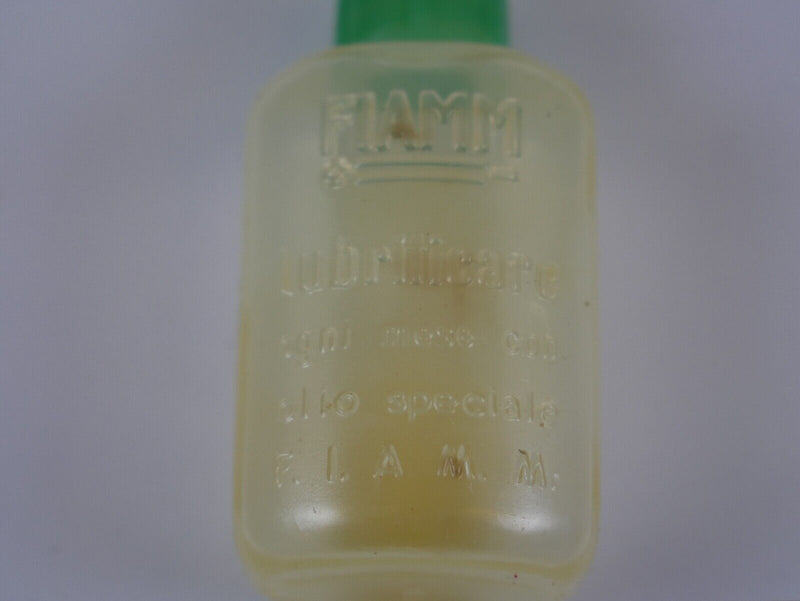 FIAMM
lubrificare
ogni mese con
olio speciale
F. I. A. M. M.